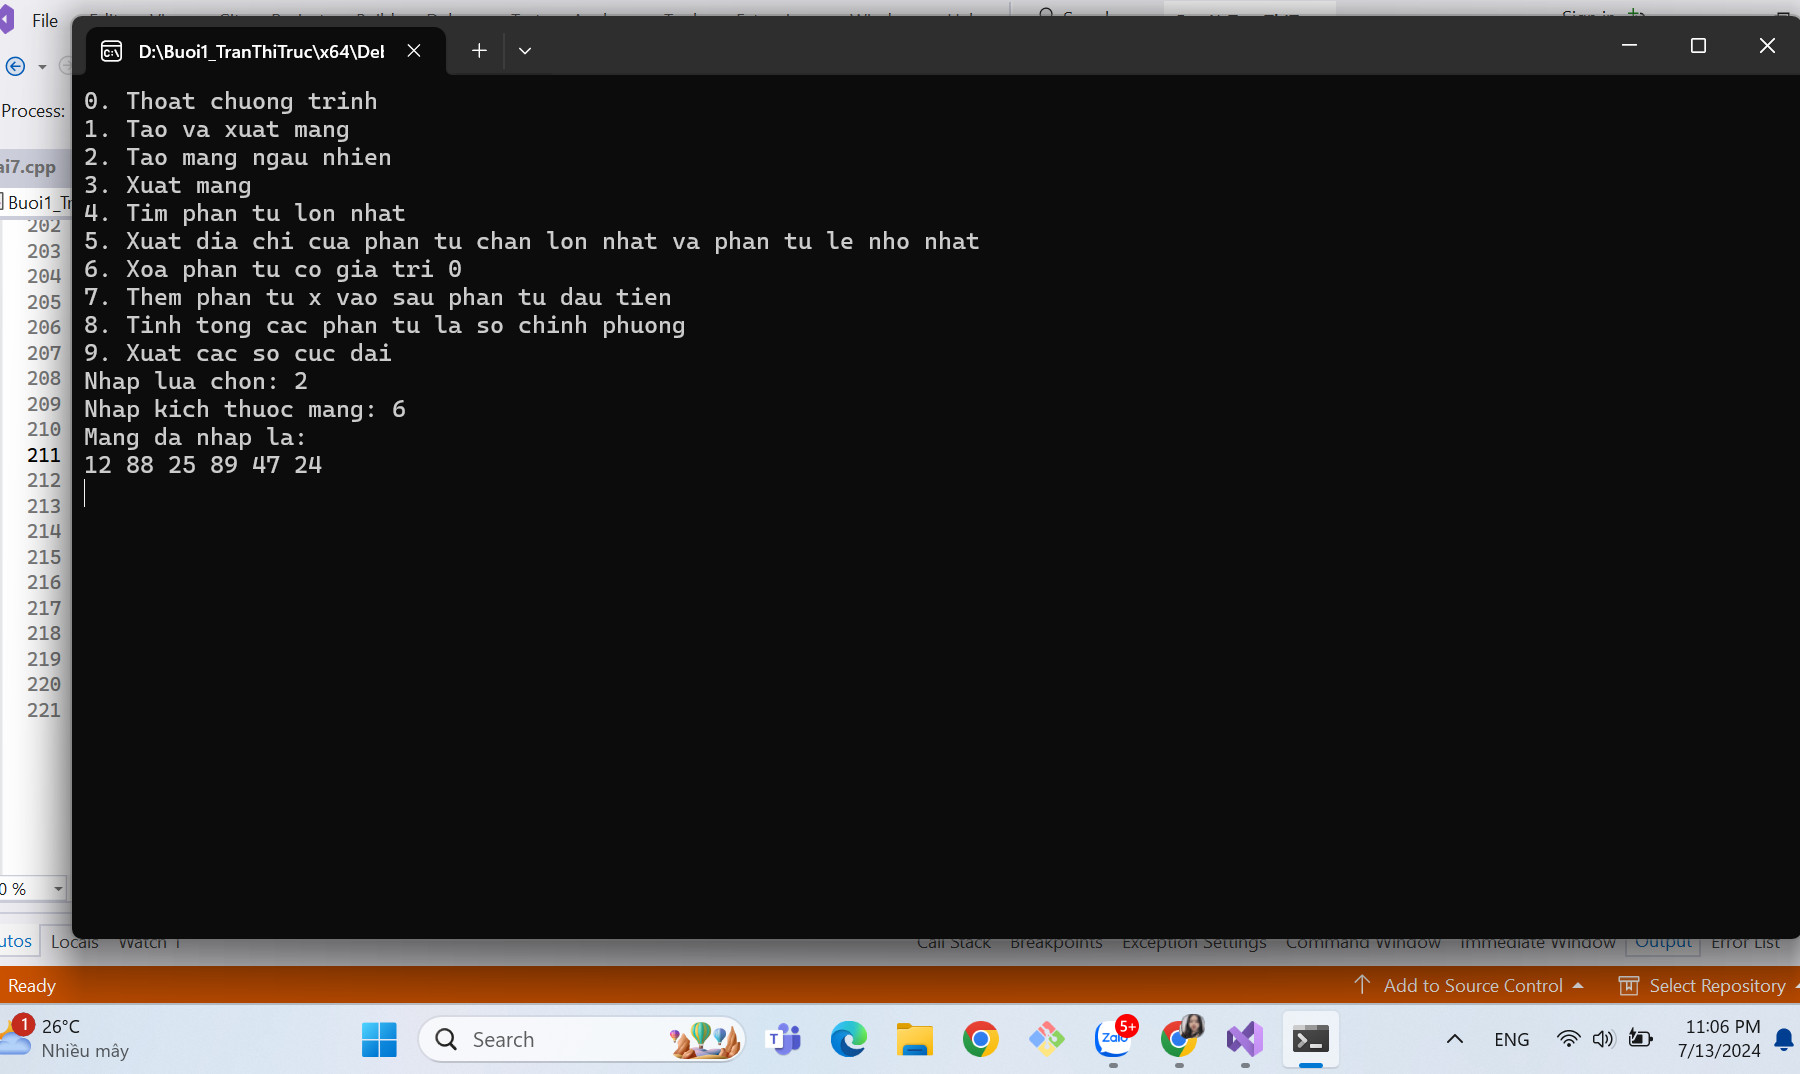 File
D:\Buoi1_TranThiTruc\x64\Det
Process:
ai7.cpp
Buoi1_Tr
0. Thoat chuong trinh
1. Tao va xuat mang
2. Tao mang ngau nhien
3. Xuat mang
4. Tim phan tu lon nhat
5. Xuat dia chi cua phan tu chan lon nhat va phan tu le nho nhat
6. Xoa phan tu co gia tri 0
7. Them phan tu x vao sau phan tu dau tien
8. Tinh tong cac phan tu la so chinh phuong
9. Xuat cac so cuc dai
Nhap lua chon: 2
Nhap kich thuoc mang: 6
Mang da nhap la:
12 88 25 89 47 24
202
203
204
205
206
207
208
209
210
211
212
213
214
215
216
217
218
219
220
221
0 %
utos Locals Watch 1 Call Stack Breakpoints Exception Settings Command Window Immediate Window Output Error List
Ready Add to Source Control Select Repository
1 26°C
Nhiều mây
Search
T
Zalo 5+
ENG
11:06 PM
7/13/2024